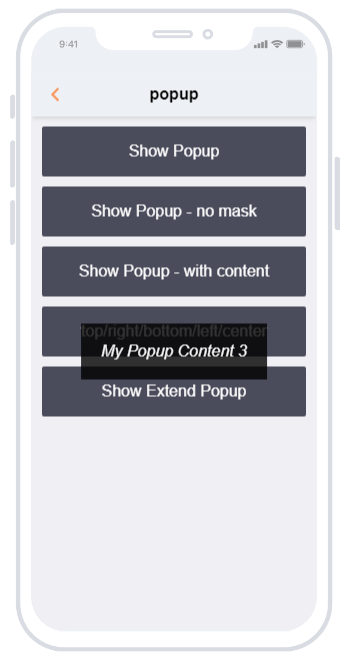 9:41
popup
Show Popup
Show Popup - no mask
Show Popup - with content
top/right/bottom/left/center
My Popup Content 3
Show Extend Popup